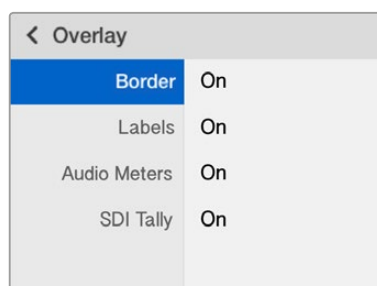 Overlay
Border On
Labels On
Audio Meters On
SDI Tally On